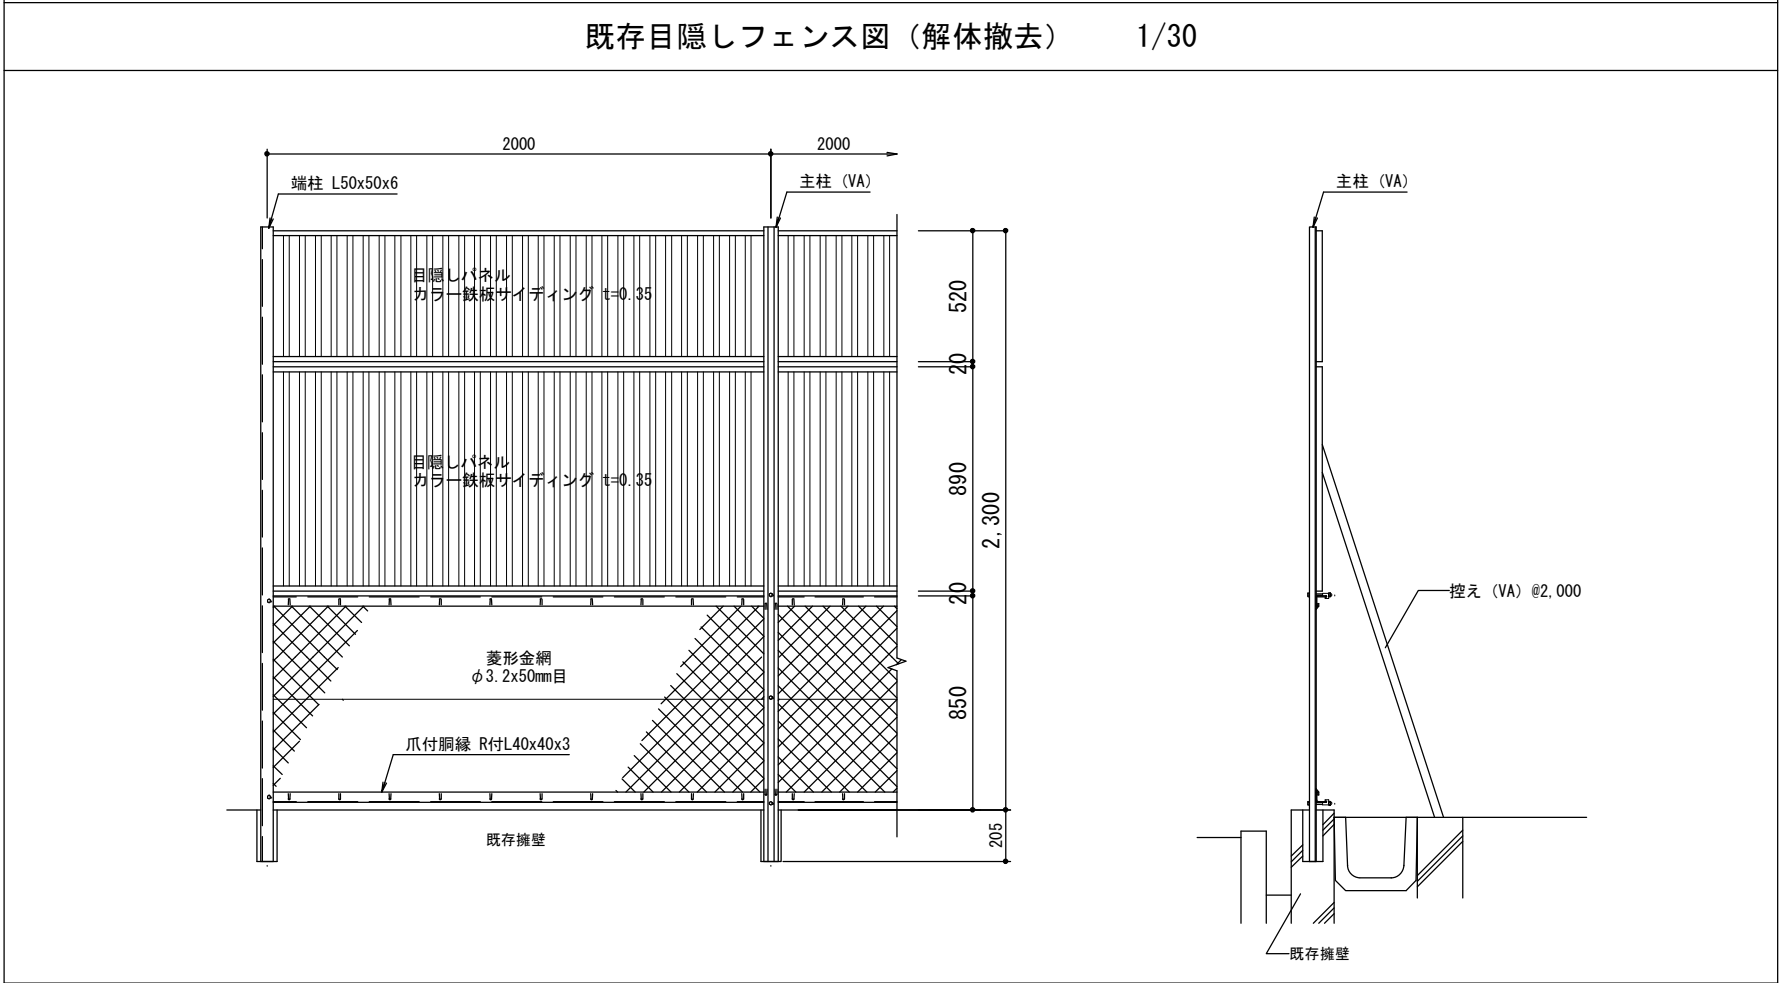 既存目隠しフェンス図（解体撤去） 1/30
2000
2000
端柱 L50x50x6
主柱（VA）
主柱（VA）
目隠しパネル
カラー鉄板サイディング t=0.35
520
20
目隠しパネル
カラー鉄板サイディング t=0.35
890
2,300
20
控え（VA）@2,000
菱形金網
φ3.2x50mm目
850
爪付胴縁 R付L40x40x3
既存擁壁
205
既存擁壁